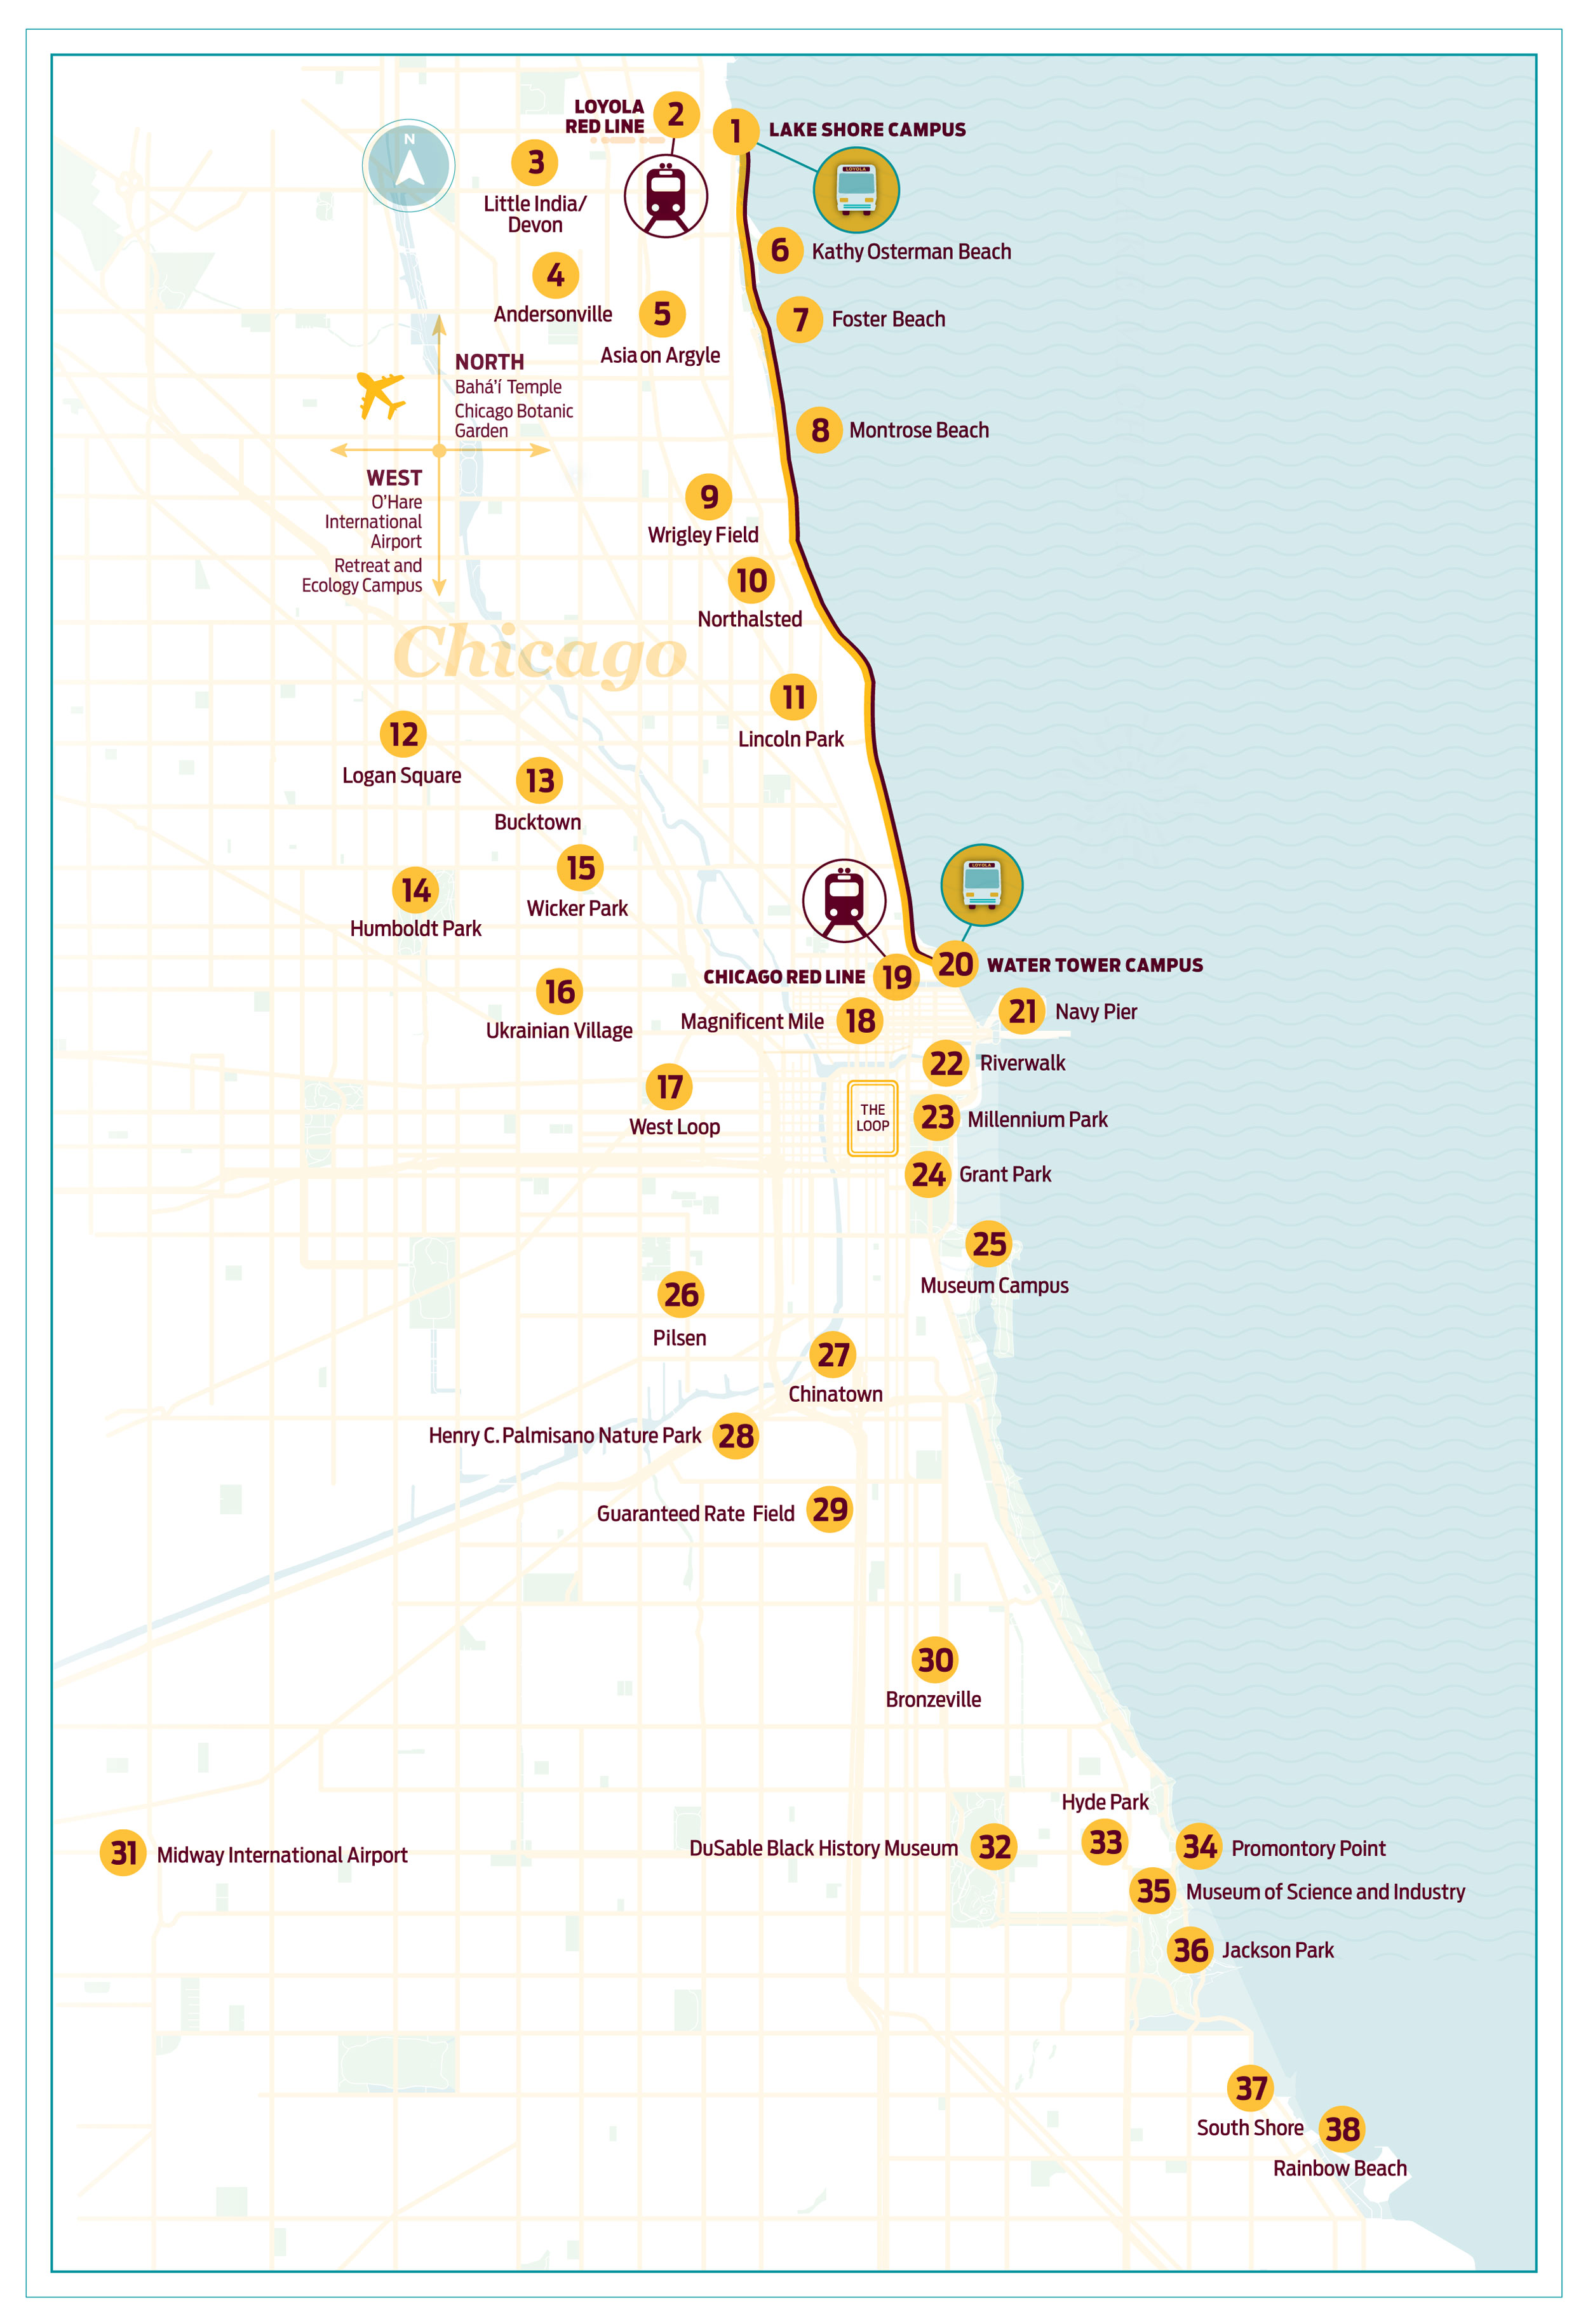 LOYOLA
RED LINE
2
1
LAKE SHORE CAMPUS
LOYOLA
N
3
Little India/
Devon
6
Kathy Osterman Beach
4
Andersonville
5
Asia on Argyle
7
Foster Beach
NORTH
Bahá’í Temple
Chicago Botanic
Garden
8
Montrose Beach
WEST
O’Hare
International
Airport
Retreat and
Ecology Campus
9
Wrigley Field
10
Northalsted
Chicago
11
Lincoln Park
12
Logan Square
13
Bucktown
14
Humboldt Park
15
Wicker Park
LOYOLA
CHICAGO RED LINE
19
20
WATER TOWER CAMPUS
16
Ukrainian Village
Magnificent Mile
18
21
Navy Pier
22
Riverwalk
17
West Loop
THE
LOOP
23
Millennium Park
24
Grant Park
25
Museum Campus
26
Pilsen
27
Chinatown
Henry C. Palmisano Nature Park
28
Guaranteed Rate Field
29
30
Bronzeville
31
Midway International Airport
DuSable Black History Museum
32
Hyde Park
33
34
Promontory Point
35
Museum of Science and Industry
36
Jackson Park
37
South Shore
38
Rainbow Beach